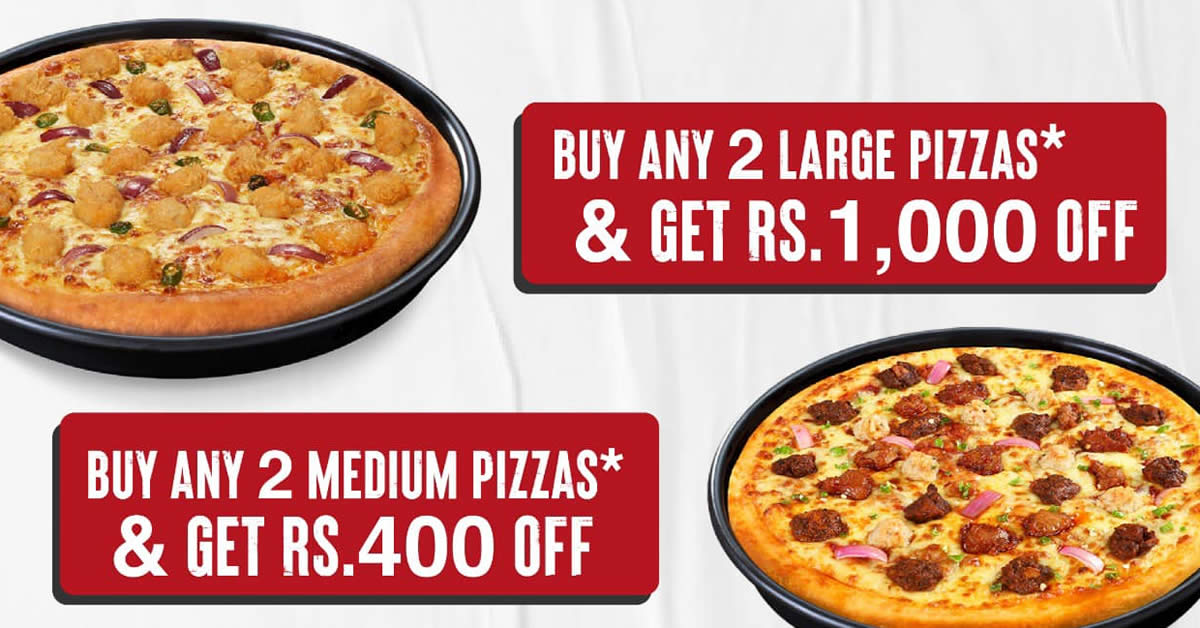 BUY ANY 2 LARGE PIZZAS*
& GET RS.1,000 OFF
BUY ANY 2 MEDIUM PIZZAS*
& GET RS.400 OFF